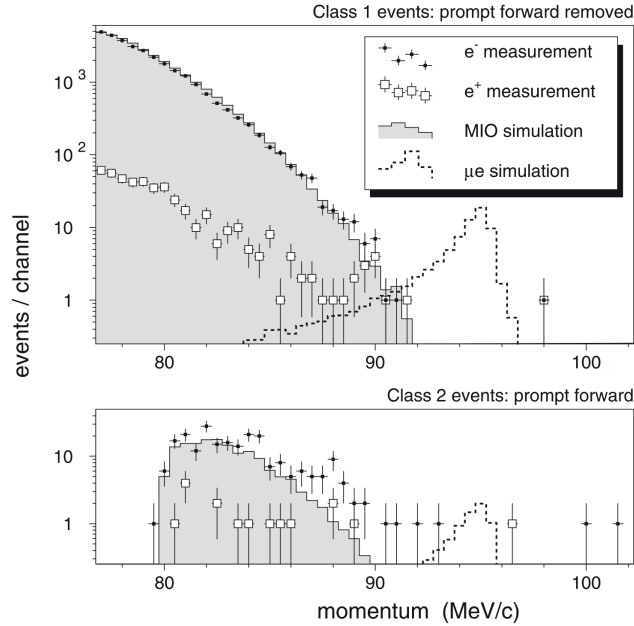 Class 1 events: prompt forward removed
e⁻ measurement
e⁺ measurement
MIO simulation
μe simulation
10³
10²
10
1
80
90
100
events / channel
Class 2 events: prompt forward
10
1
80
90
100
momentum (MeV/c)